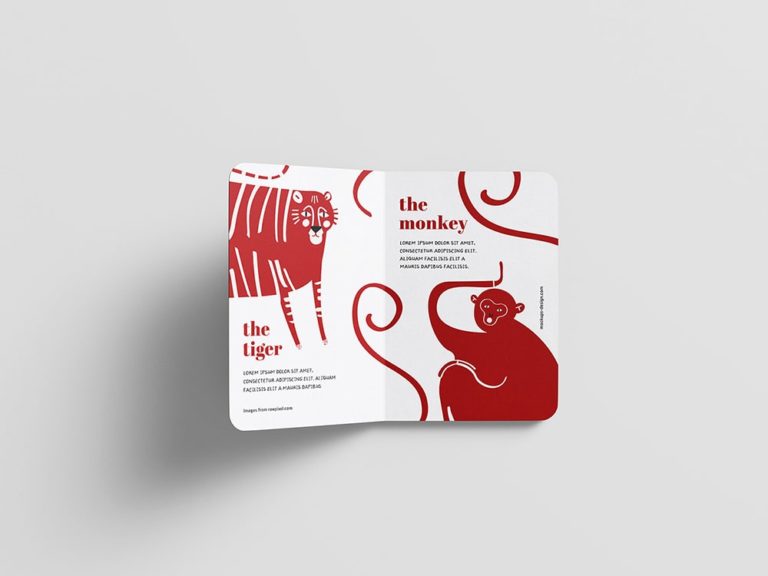 the
tiger
LOREM IPSUM DOLOR SIT AMET,
CONSECTETUR ADIPISCING ELIT. ALIQUAM
FACILISIS ELIT A MAURIS DAPIBUS
Images from rawpixel.com
the
monkey
LOREM IPSUM DOLOR SIT AMET,
CONSECTETUR ADIPISCING ELIT.
ALIQUAM FACILISIS ELIT A
MAURIS DAPIBUS FACILISIS.
mockups-design.com